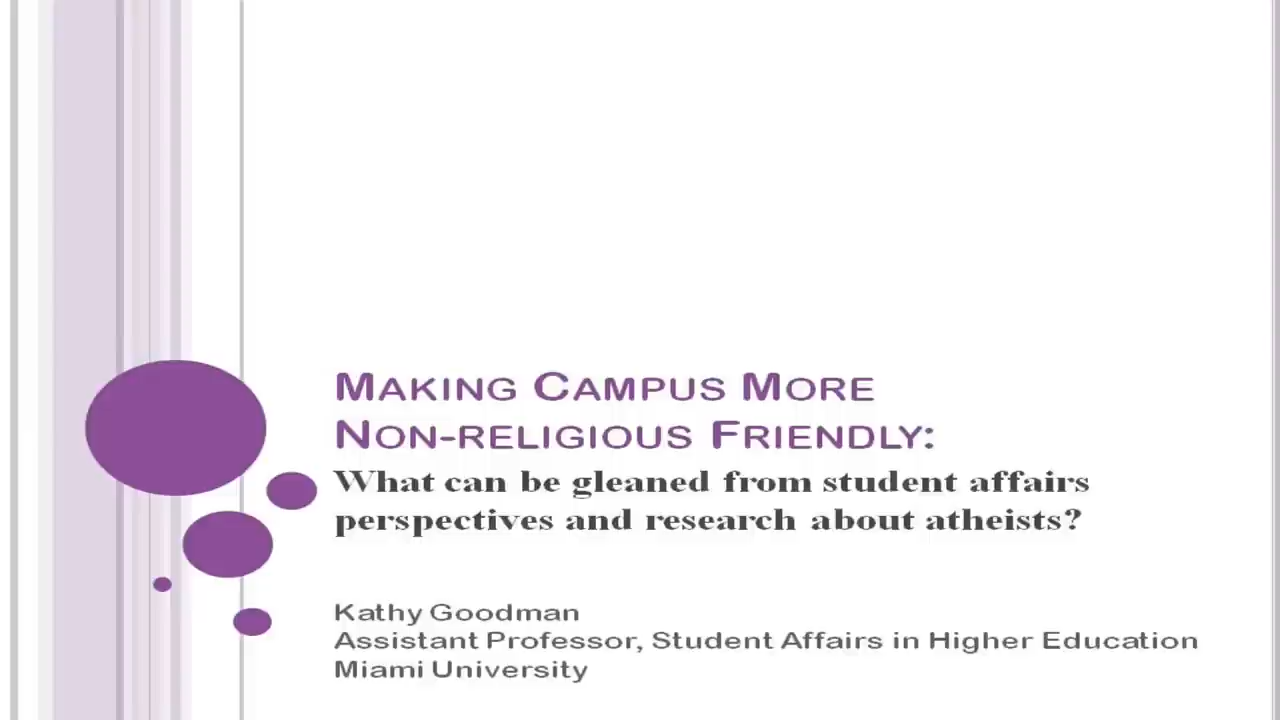 Making Campus More
Non-religious Friendly:
What can be gleaned from student affairs
perspectives and research about atheists?
Kathy Goodman
Assistant Professor, Student Affairs in Higher Education
Miami University